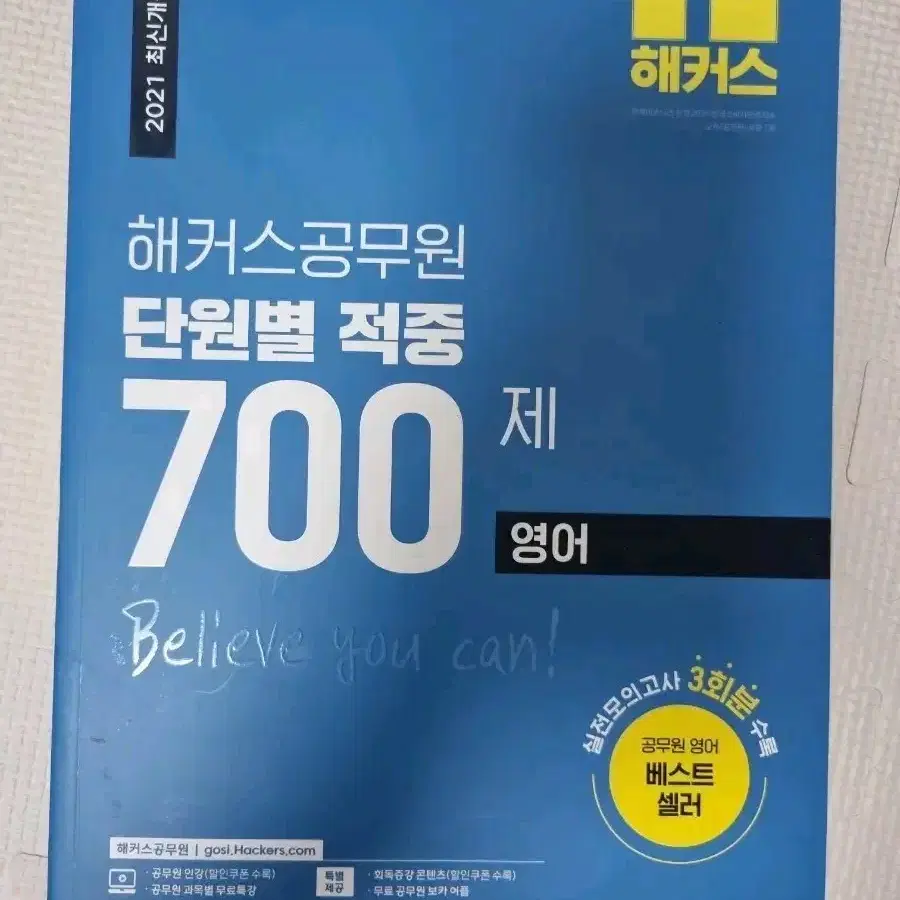 2021 최신개
해커스
해커스공무원
단원별 적중
700제
영어
Believe you can!
실전모의고사 3회분 수록
공무원 영어
베스트
셀러
해커스공무원 | gosi.Hackers.com
· 공무원 인강(할인쿠폰 수록)
· 공무원 과목별 무료특강
특별
제공
· 회독증강 콘텐츠(할인쿠폰 수록)
· 무료 공무원 보카 어플